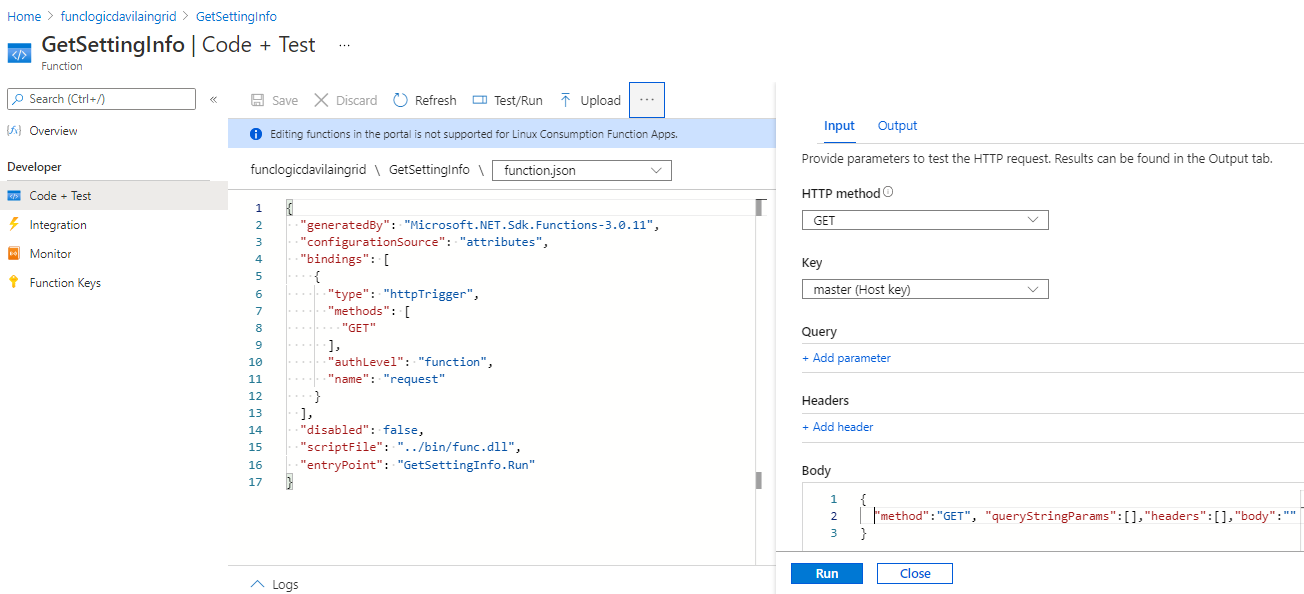 Home > funclogicdavilaingrid > GetSettingInfo
GetSettingInfo | Code + Test ...
Function
Search (Ctrl+/) «
Overview
Developer
Code + Test
Integration
Monitor
Function Keys
Save Discard Refresh Test/Run Upload ...
Editing functions in the portal is not supported for Linux Consumption Function Apps.
funclogicdavilaingrid \ GetSettingInfo \ function.json
1 {
2 "generatedBy": "Microsoft.NET.Sdk.Functions-3.0.11",
3 "configurationSource": "attributes",
4 "bindings": [
5 {
6 "type": "httpTrigger",
7 "methods": [
8 "GET"
9 ],
10 "authLevel": "function",
11 "name": "request"
12 }
13 ],
14 "disabled": false,
15 "scriptFile": "../bin/func.dll",
16 "entryPoint": "GetSettingInfo.Run"
17 }
Logs
Input Output
Provide parameters to test the HTTP request. Results can be found in the Output tab.
HTTP method
GET
Key
master (Host key)
Query
+ Add parameter
Headers
+ Add header
Body
1 {
2 "method":"GET", "queryStringParams":[],"headers":[],"body":""
3 }
Run Close